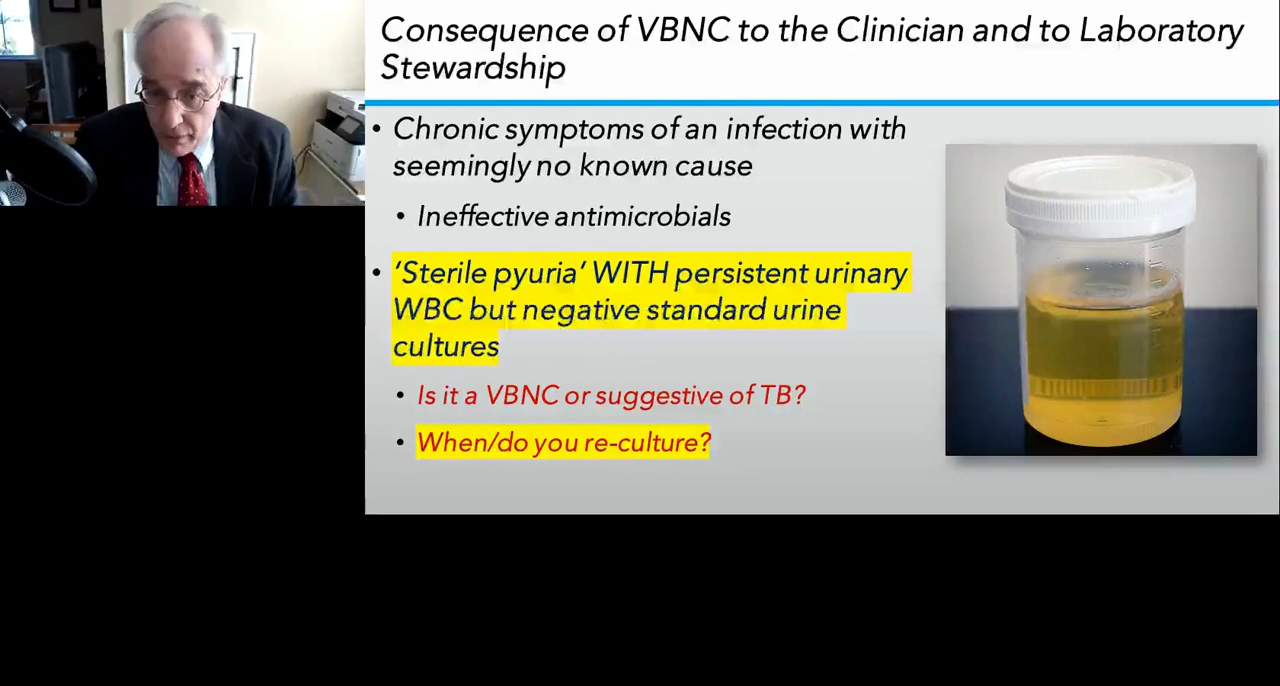 Consequence of VBNC to the Clinician and to Laboratory
Stewardship
• Chronic symptoms of an infection with
seemingly no known cause
• Ineffective antimicrobials
• ‘Sterile pyuria’ WITH persistent urinary
WBC but negative standard urine
cultures
• Is it a VBNC or suggestive of TB?
• When/do you re-culture?